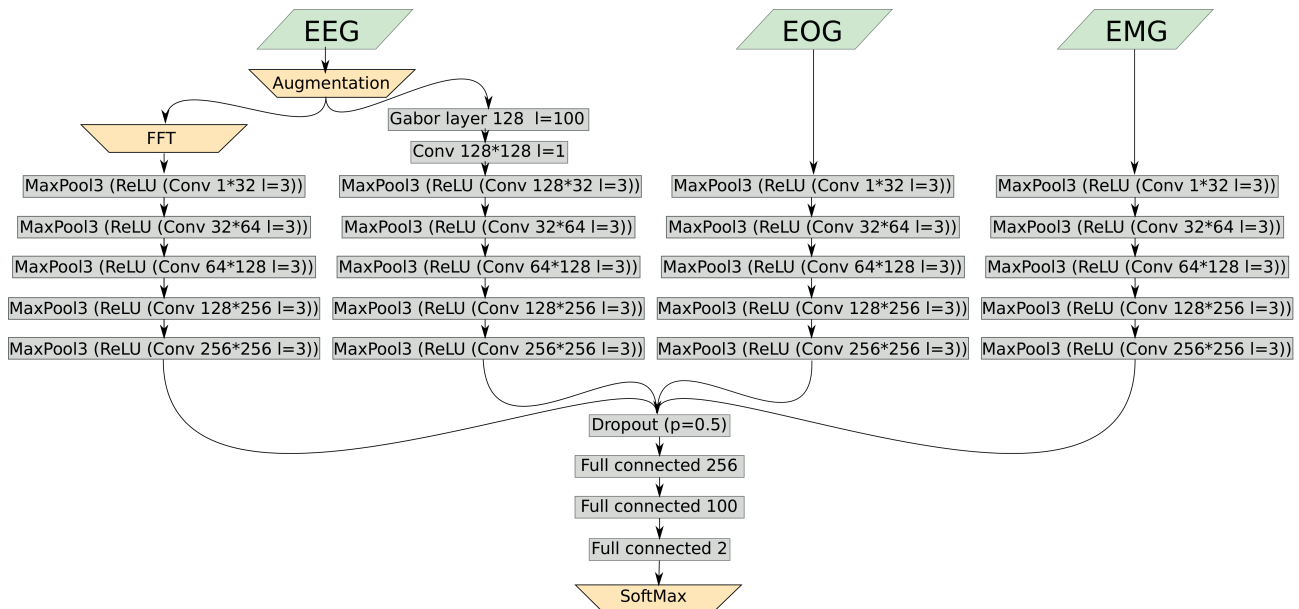 EEG
EOG
EMG
Augmentation
FFT
Gabor layer 128 l=100
Conv 128*128 l=1
MaxPool3 (ReLU (Conv 1*32 l=3))
MaxPool3 (ReLU (Conv 128*32 l=3))
MaxPool3 (ReLU (Conv 1*32 l=3))
MaxPool3 (ReLU (Conv 1*32 l=3))
MaxPool3 (ReLU (Conv 32*64 l=3))
MaxPool3 (ReLU (Conv 32*64 l=3))
MaxPool3 (ReLU (Conv 32*64 l=3))
MaxPool3 (ReLU (Conv 32*64 l=3))
MaxPool3 (ReLU (Conv 64*128 l=3))
MaxPool3 (ReLU (Conv 64*128 l=3))
MaxPool3 (ReLU (Conv 64*128 l=3))
MaxPool3 (ReLU (Conv 64*128 l=3))
MaxPool3 (ReLU (Conv 128*256 l=3))
MaxPool3 (ReLU (Conv 128*256 l=3))
MaxPool3 (ReLU (Conv 128*256 l=3))
MaxPool3 (ReLU (Conv 128*256 l=3))
MaxPool3 (ReLU (Conv 256*256 l=3))
MaxPool3 (ReLU (Conv 256*256 l=3))
MaxPool3 (ReLU (Conv 256*256 l=3))
MaxPool3 (ReLU (Conv 256*256 l=3))
Dropout (p=0.5)
Full connected 256
Full connected 100
Full connected 2
SoftMax